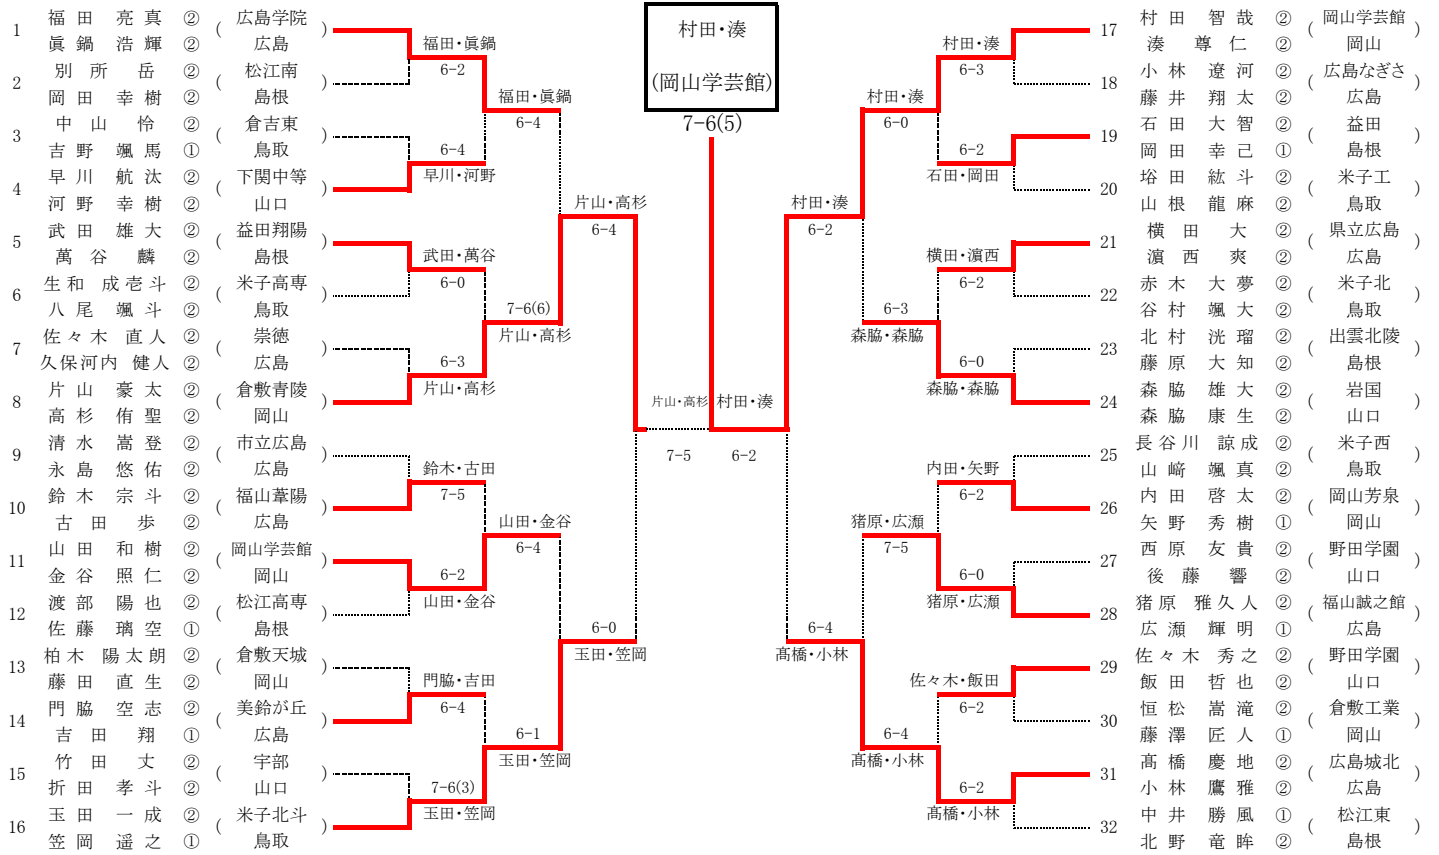 村田・湊
(岡山学芸館)
7-6(5)
1 福田 亮真 ② ( 広島学院 )
眞鍋 浩輝 ② 広島
2 別所 岳 ② ( 松江南 )
岡田 幸樹 ② 島根
3 中山 怜 ② ( 倉吉東 )
吉野 颯馬 ① 鳥取
4 早川 航汰 ② ( 下関中等 )
河野 幸樹 ② 山口
5 武田 雄大 ② ( 益田翔陽 )
萬谷 麟 ② 島根
6 生和 成壱斗 ② ( 米子高専 )
八尾 颯斗 ② 鳥取
7 佐々木 直人 ② ( 崇徳 )
久保河内 健人 ② 広島
8 片山 豪太 ② ( 倉敷青陵 )
高杉 侑聖 ② 岡山
9 清水 嵩登 ② ( 市立広島 )
永島 悠佑 ② 広島
10 鈴木 宗斗 ② ( 福山葦陽 )
古田 歩 ② 広島
11 山田 和樹 ② ( 岡山学芸館 )
金谷 照仁 ② 岡山
12 渡部 陽也 ② ( 松江高専 )
佐藤 璃空 ① 島根
13 柏木 陽太朗 ② ( 倉敷天城 )
藤田 直生 ② 岡山
14 門脇 空志 ② ( 美鈴が丘 )
吉田 翔 ① 広島
15 竹田 丈 ② ( 宇部 )
折田 孝斗 ② 山口
16 玉田 一成 ② ( 米子北斗 )
笠岡 遥之 ① 鳥取
福田・眞鍋
6-2
6-4
早川・河野
武田・萬谷
6-0
6-3
片山・高杉
鈴木・古田
7-5
6-2
山田・金谷
門脇・吉田
6-4
7-6(3)
玉田・笠岡
福田・眞鍋
6-4
7-6(6)
片山・高杉
山田・金谷
6-4
6-1
玉田・笠岡
片山・高杉
6-4
6-0
玉田・笠岡
片山・高杉
7-5
村田・湊
6-2
村田・湊
6-2
6-4
髙橋・小林
村田・湊
6-0
6-3
森脇・森脇
猪原・広瀬
7-5
6-4
髙橋・小林
村田・湊
6-3
6-2
石田・岡田
横田・濵西
6-2
6-0
森脇・森脇
内田・矢野
6-2
6-0
猪原・広瀬
佐々木・飯田
6-2
6-2
髙橋・小林
17 村田 智哉 ② ( 岡山学芸館 )
湊 尊仁 ② 岡山
18 小林 遼河 ② ( 広島なぎさ )
藤井 翔太 ② 広島
19 石田 大智 ② ( 益田 )
岡田 幸己 ① 島根
20 塔田 紘斗 ② ( 米子工 )
山根 龍麻 ② 鳥取
21 横田 大 ② ( 県立広島 )
濵西 爽 ② 広島
22 赤木 大夢 ② ( 米子北 )
谷村 颯大 ② 鳥取
23 北村 洸瑠 ② ( 出雲北陵 )
藤原 大知 ② 島根
24 森脇 雄大 ② ( 岩国 )
森脇 康生 ② 山口
25 長谷川 諒成 ② ( 米子西 )
山﨑 颯真 ② 鳥取
26 内田 啓太 ② ( 岡山芳泉 )
矢野 秀樹 ① 岡山
27 西原 友貴 ② ( 野田学園 )
後藤 響 ② 山口
28 猪原 雅久人 ② ( 福山誠之館 )
広瀬 輝明 ① 広島
29 佐々木 秀之 ② ( 野田学園 )
飯田 哲也 ② 山口
30 恒松 嵩滝 ② ( 倉敷工業 )
藤澤 匠人 ① 岡山
31 髙橋 慶地 ② ( 広島城北 )
小林 鷹雅 ② 広島
32 中井 勝風 ① ( 松江東 )
北野 竜眸 ② 島根